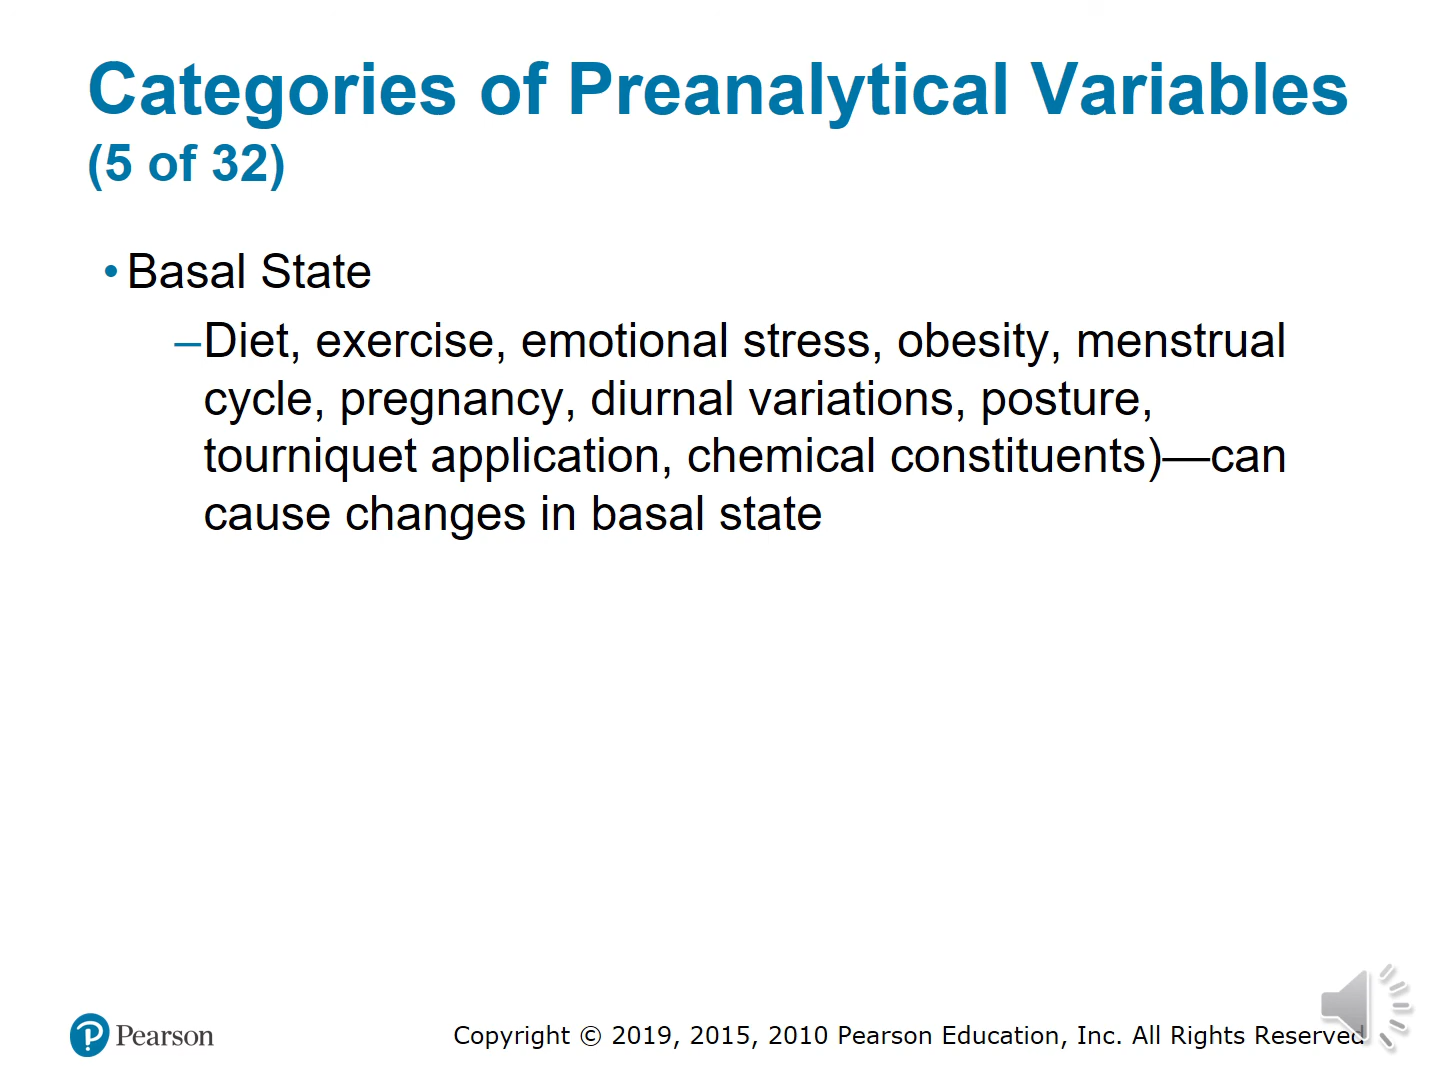 Categories of Preanalytical Variables
(5 of 32)
• Basal State
–Diet, exercise, emotional stress, obesity, menstrual
cycle, pregnancy, diurnal variations, posture,
tourniquet application, chemical constituents)—can
cause changes in basal state
Pearson
Copyright © 2019, 2015, 2010 Pearson Education, Inc. All Rights Reserved